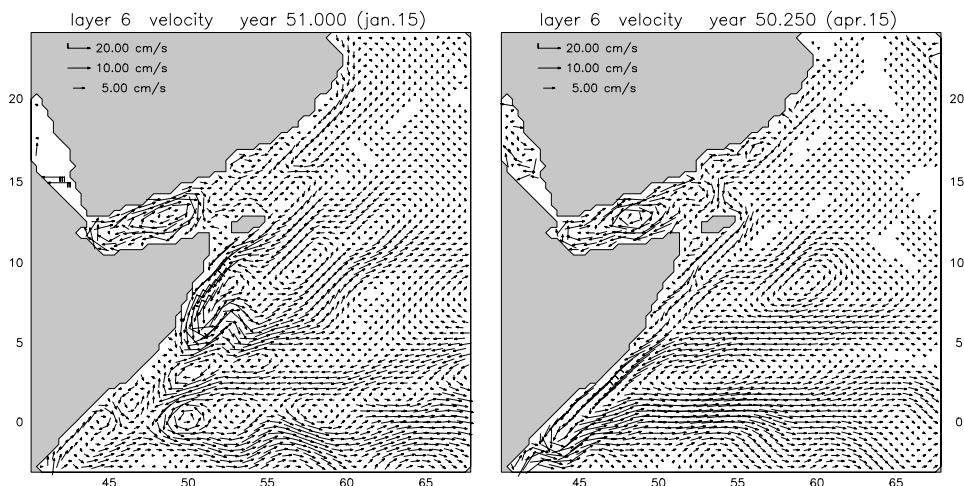 layer 6 velocity year 51.000 (jan.15)
20.00 cm/s
10.00 cm/s
5.00 cm/s
20
15
10
5
0
45 50 55 60 65
layer 6 velocity year 50.250 (apr.15)
20.00 cm/s
10.00 cm/s
5.00 cm/s
20
15
10
5
0
45 50 55 60 65